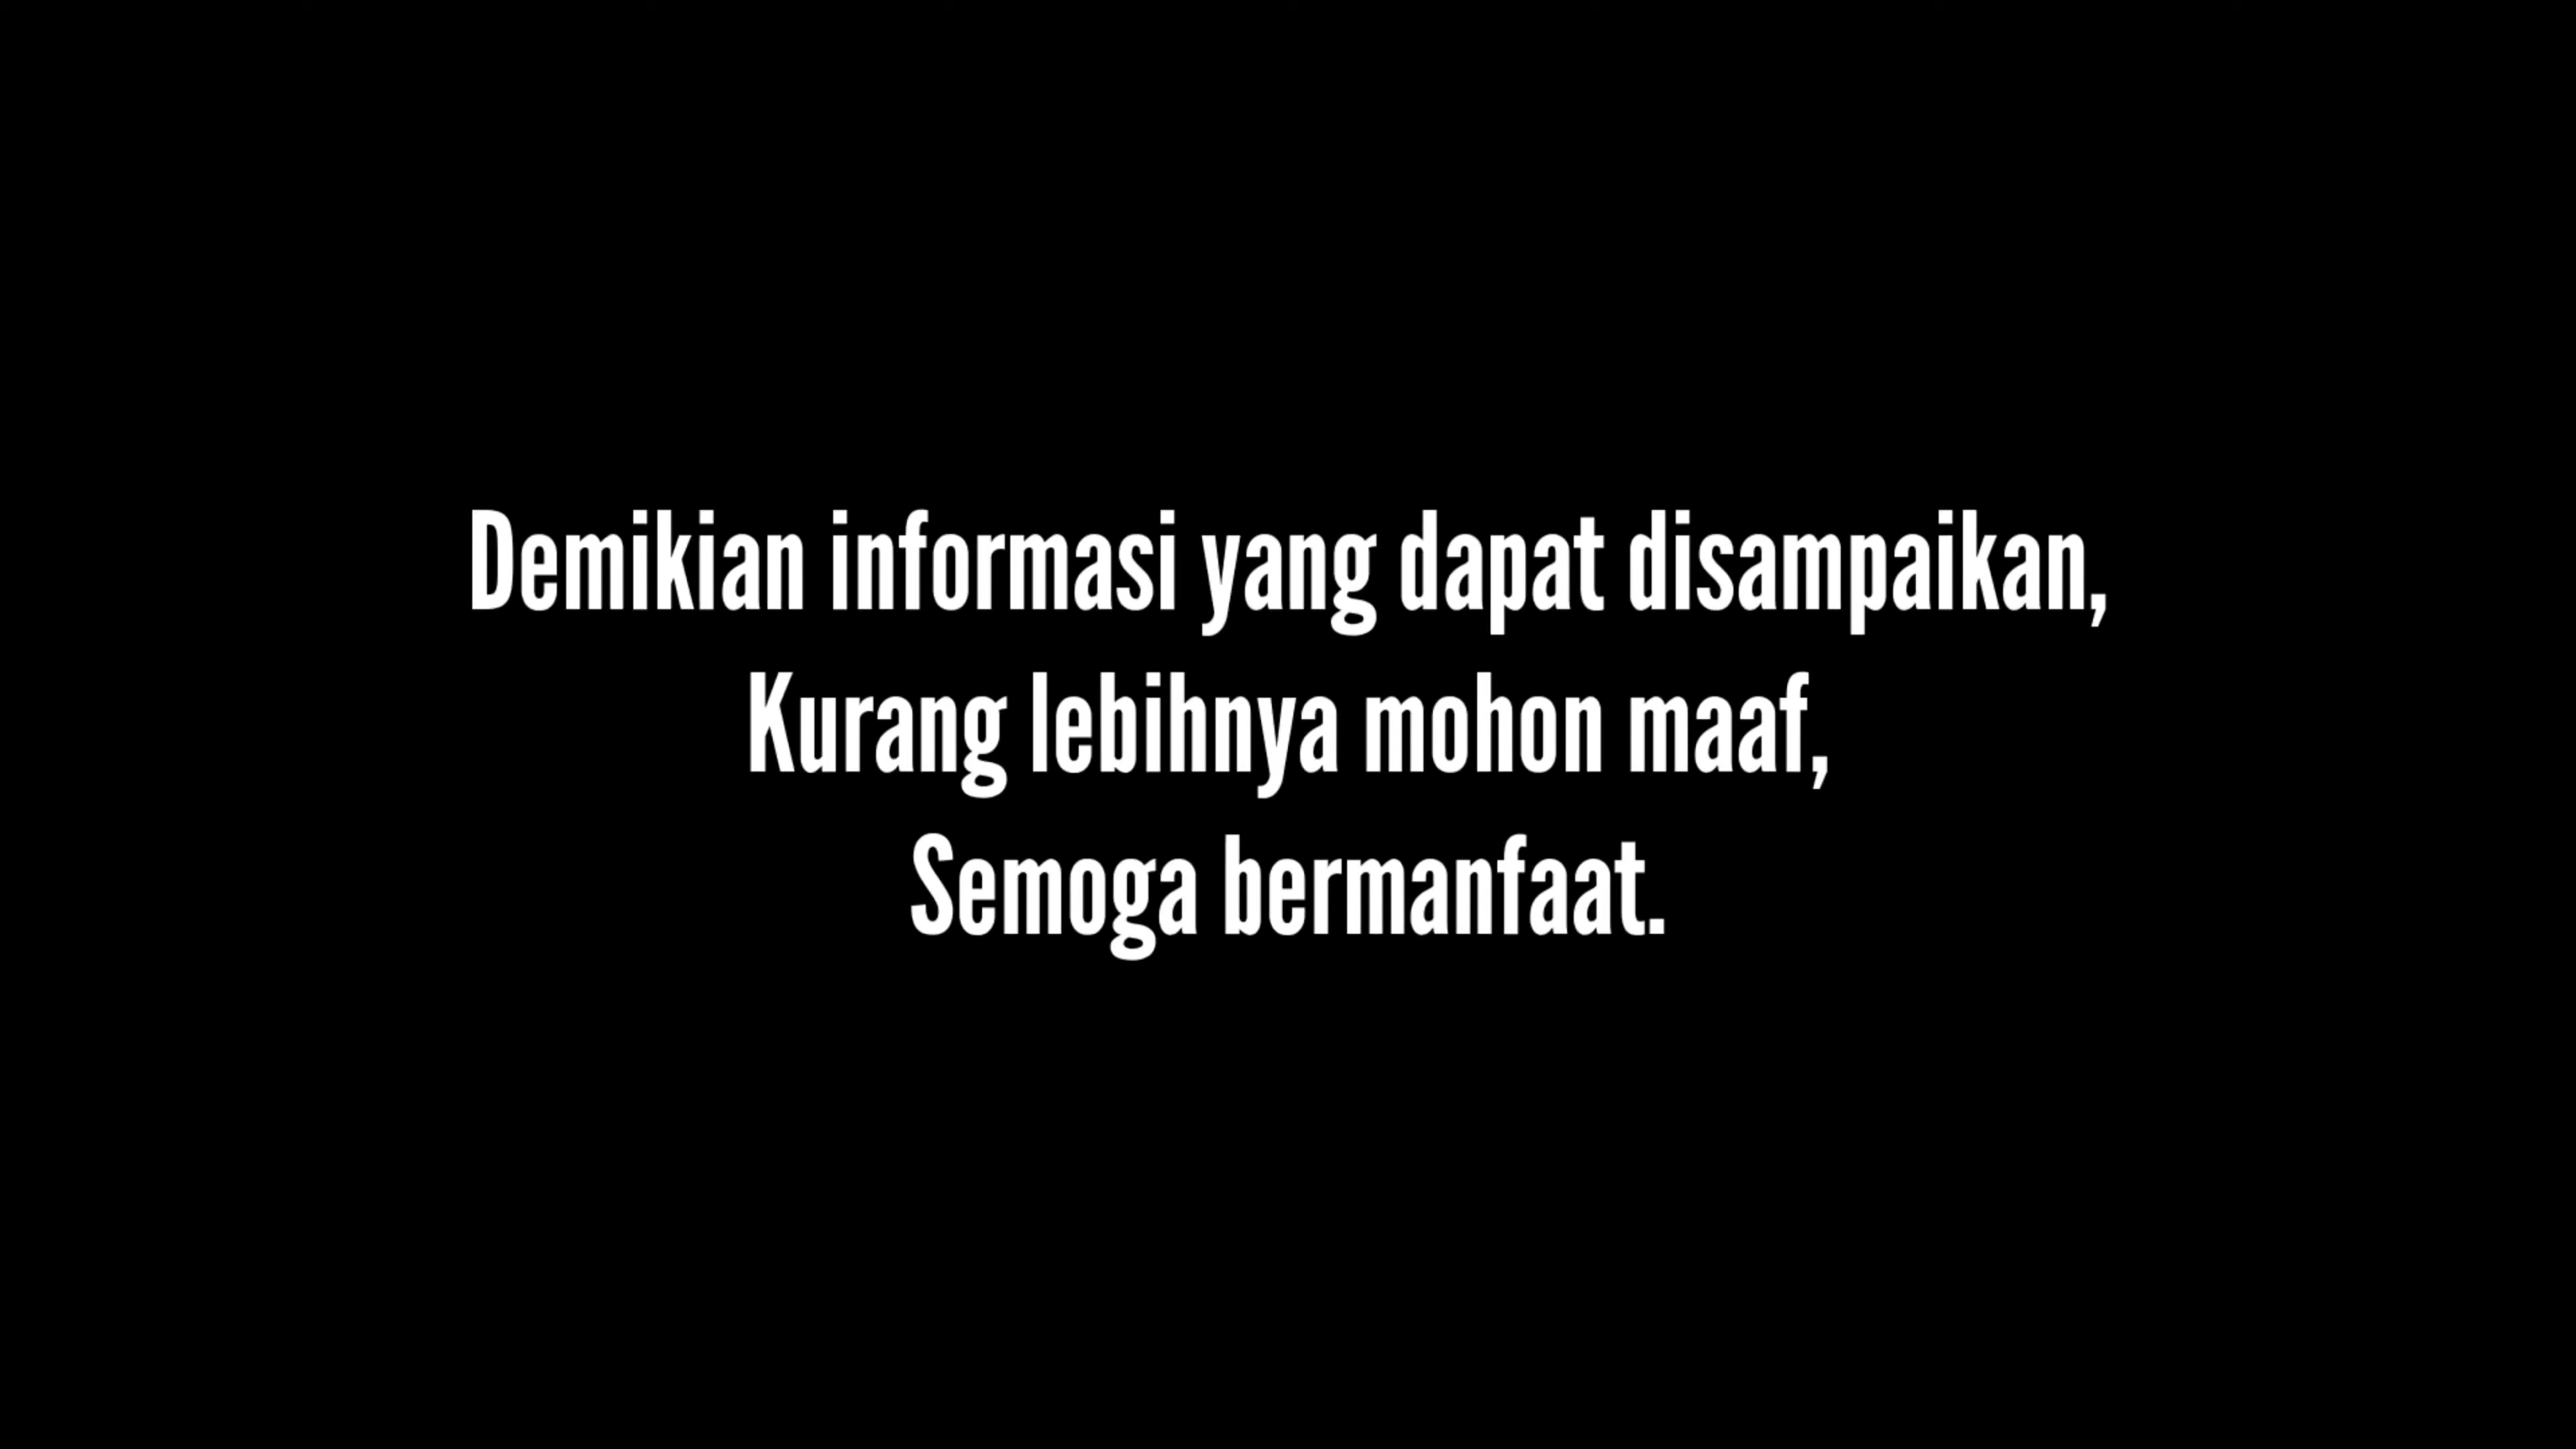 Demikian informasi yang dapat disampaikan,
Kurang lebihnya mohon maaf,
Semoga bermanfaat.